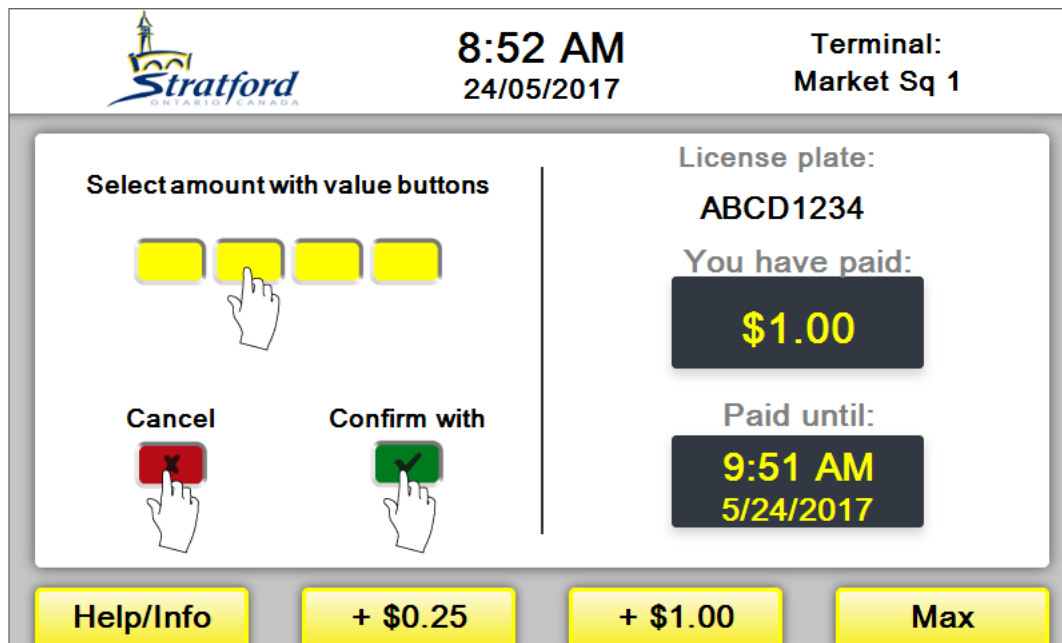 Stratford
ONTARIO CANADA
8:52 AM
24/05/2017
Terminal:
Market Sq 1
Select amount with value buttons
Cancel
Confirm with
License plate:
ABCD1234
You have paid:
$1.00
Paid until:
9:51 AM
5/24/2017
Help/Info
+ $0.25
+ $1.00
Max